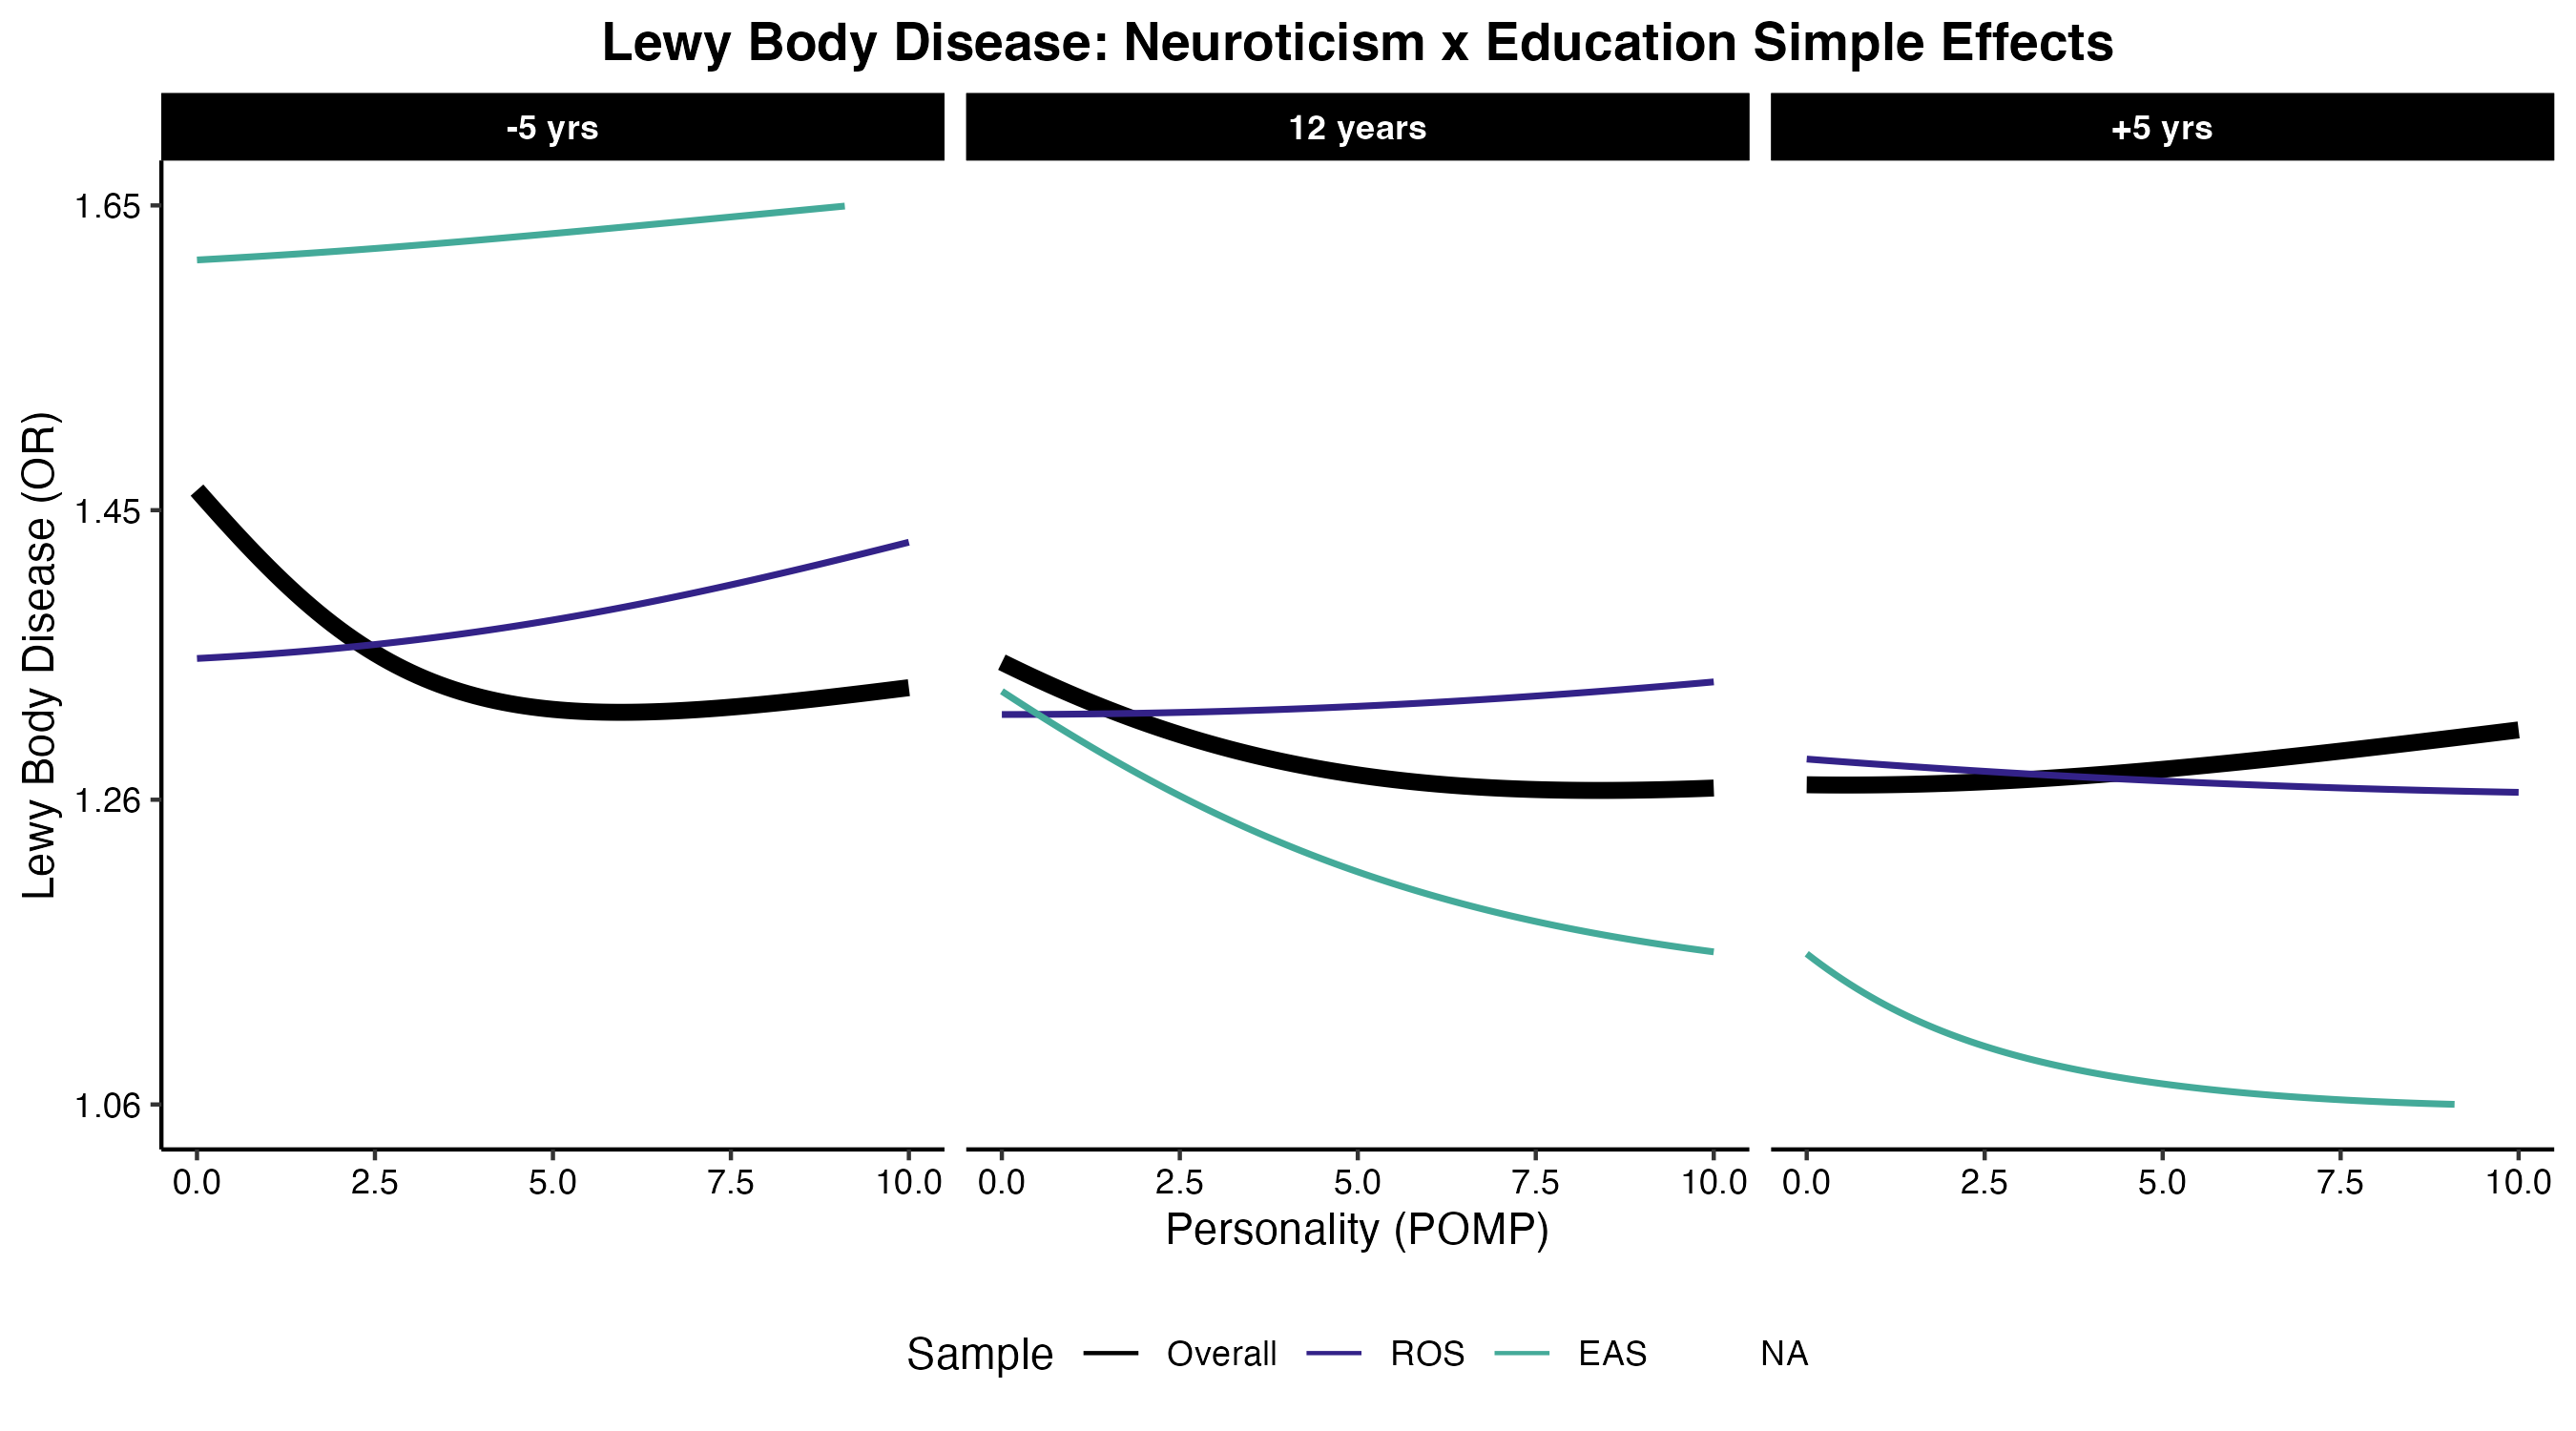 Lewy Body Disease: Neuroticism x Education Simple Effects
-5 yrs
12 years
+5 yrs
Lewy Body Disease (OR)
1.65
1.45
1.26
1.06
0.0 2.5 5.0 7.5 10.0
0.0 2.5 5.0 7.5 10.0
0.0 2.5 5.0 7.5 10.0
Personality (POMP)
Sample Overall ROS EAS NA